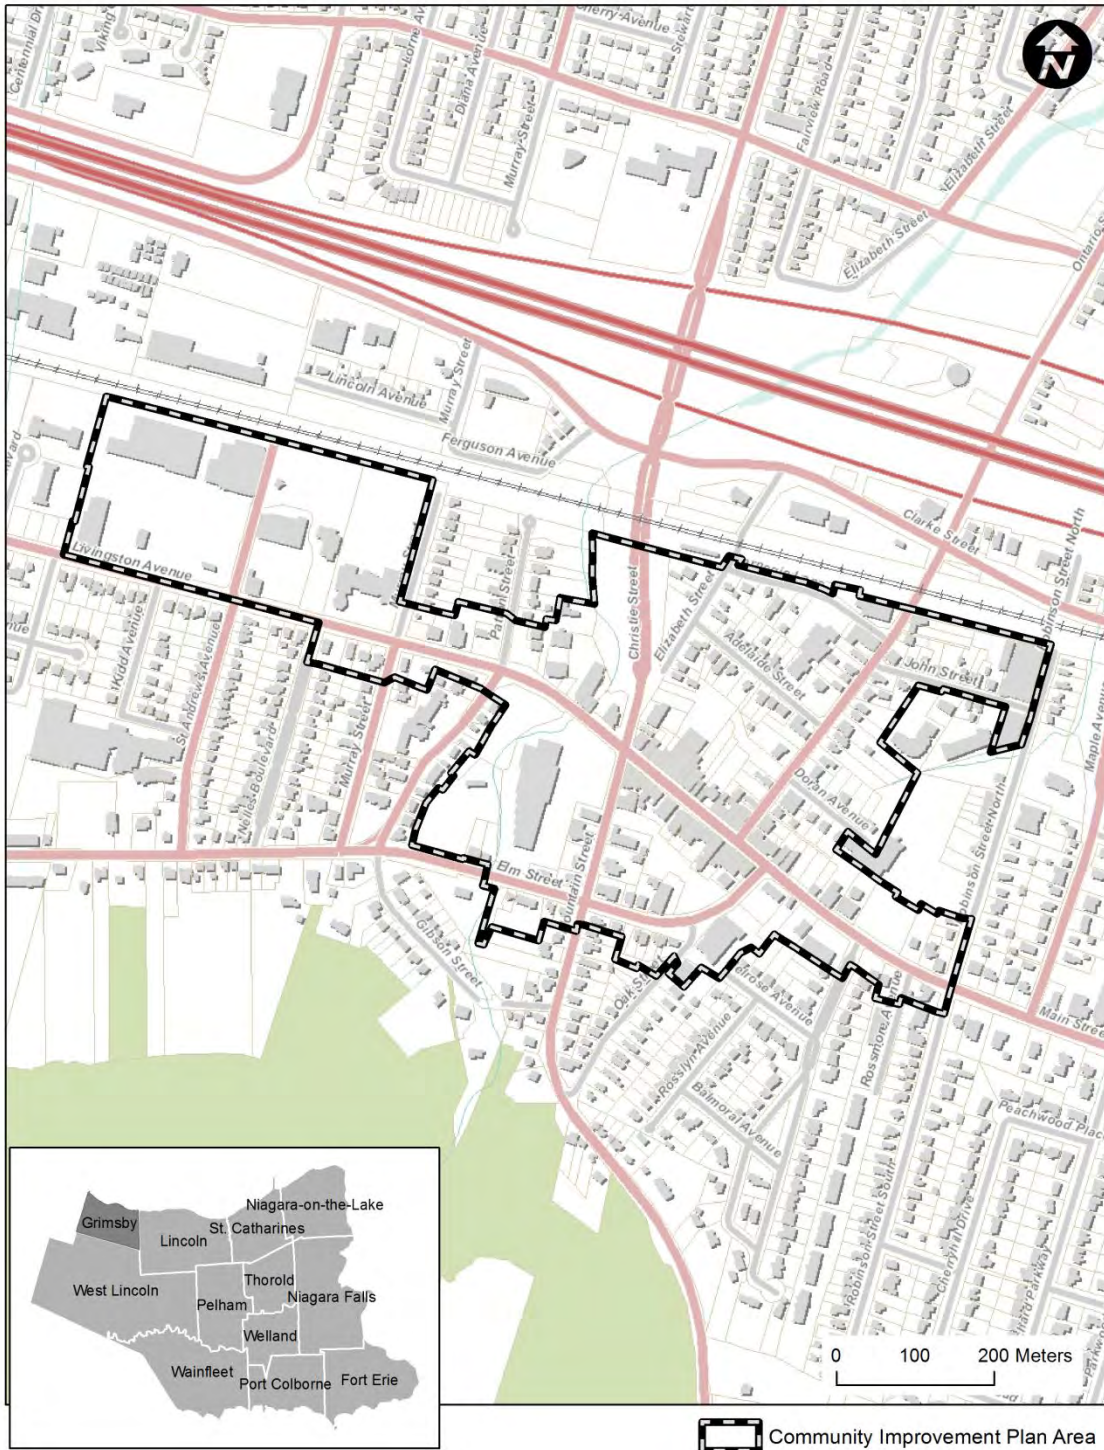 Centennial Dr
Viking
Lorne Av
Diana Avenue
Murray Street
Cherry Avenue
Stewart
Fairview Road
Elizabeth Street
Elizabeth Street
Ontario S
N
Lincoln Avenue
Murray Street
Ferguson Avenue
Clarke Street
Livingston Avenue
Christie Street
Elizabeth Street
Adelaide Street
John Street
Robinson Street North
Maple Avenue
Kidd Avenue
St Andrews Avenue
Nelles Boulevard
Murray Street
Doran Avenue
Robinson Street North
Elm Street
Mountain Street
Gibson Street
Oak St
elrose Avenue
Rosslyn Avenue
Balmoral Avenue
Rossmore Avenue
Main Street
Peachwood Place
Robinson Street South
Cherryhal Drive
hard Parkway
Parkwo
Grimsby
Lincoln
St. Catharines
Niagara-on-the-Lake
West Lincoln
Pelham
Thorold
Niagara Falls
Welland
Wainfleet
Port Colborne
Fort Erie
0 100 200 Meters
Community Improvement Plan Area